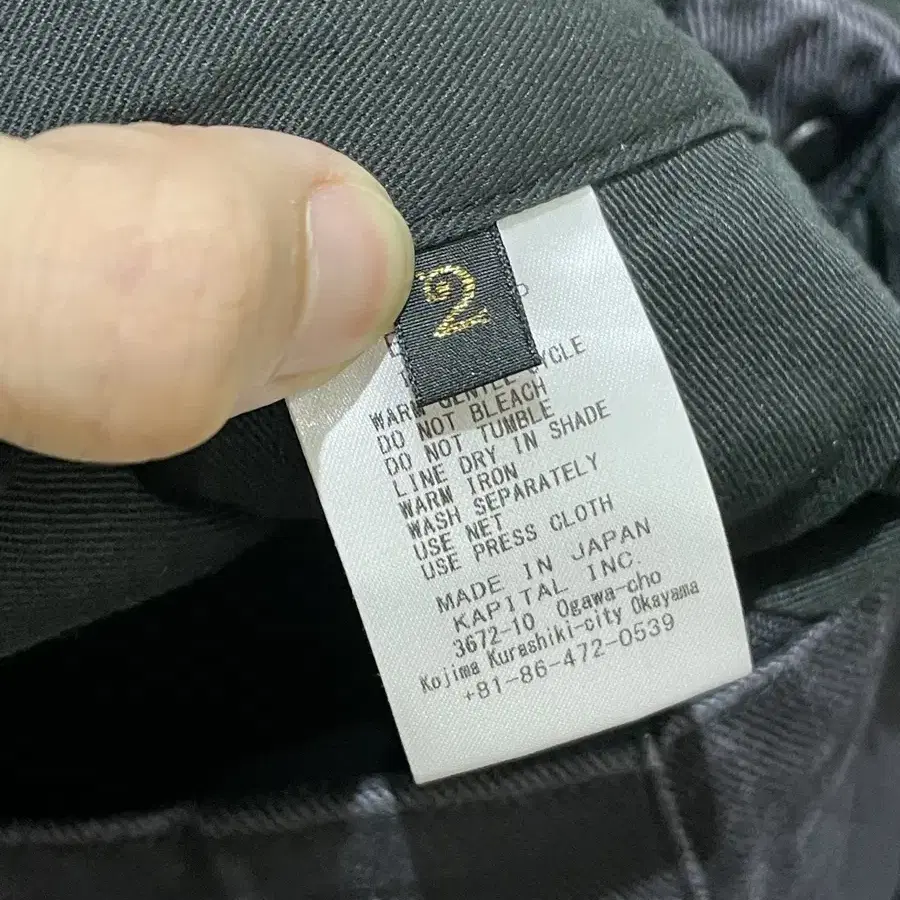 2
WARM GENTLE CYCLE
DO NOT BLEACH
DO NOT TUMBLE
LINE DRY IN SHADE
WARM IRON
WASH SEPARATELY
USE NET
USE PRESS CLOTH
MADE IN JAPAN
KAPITAL INC.
3672-10 Ogawa-cho
Kojima Kurashiki-city Okayama
+81-86-472-0539